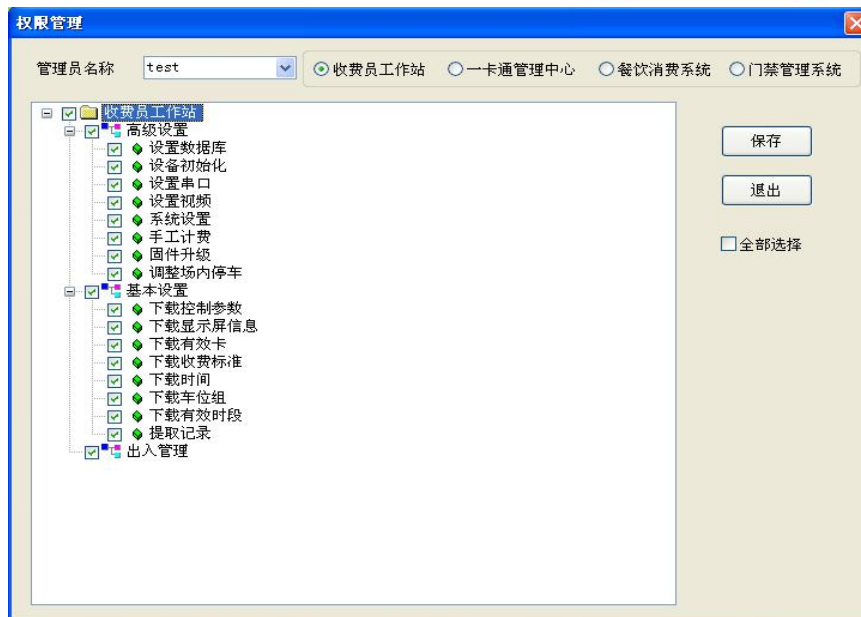 权限管理
管理员名称 test 收费员工作站 一卡通管理中心 餐饮消费系统 门禁管理系统
收费员工作站
高级设置
设置数据库
设备初始化
设置串口
设置视频
系统设置
手工计费
固件升级
调整场内停车
基本设置
下载控制参数
下载显示屏信息
下载有效卡
下载收费标准
下载时间
下载车位组
下载有效时段
提取记录
出入管理
保存
退出
全部选择